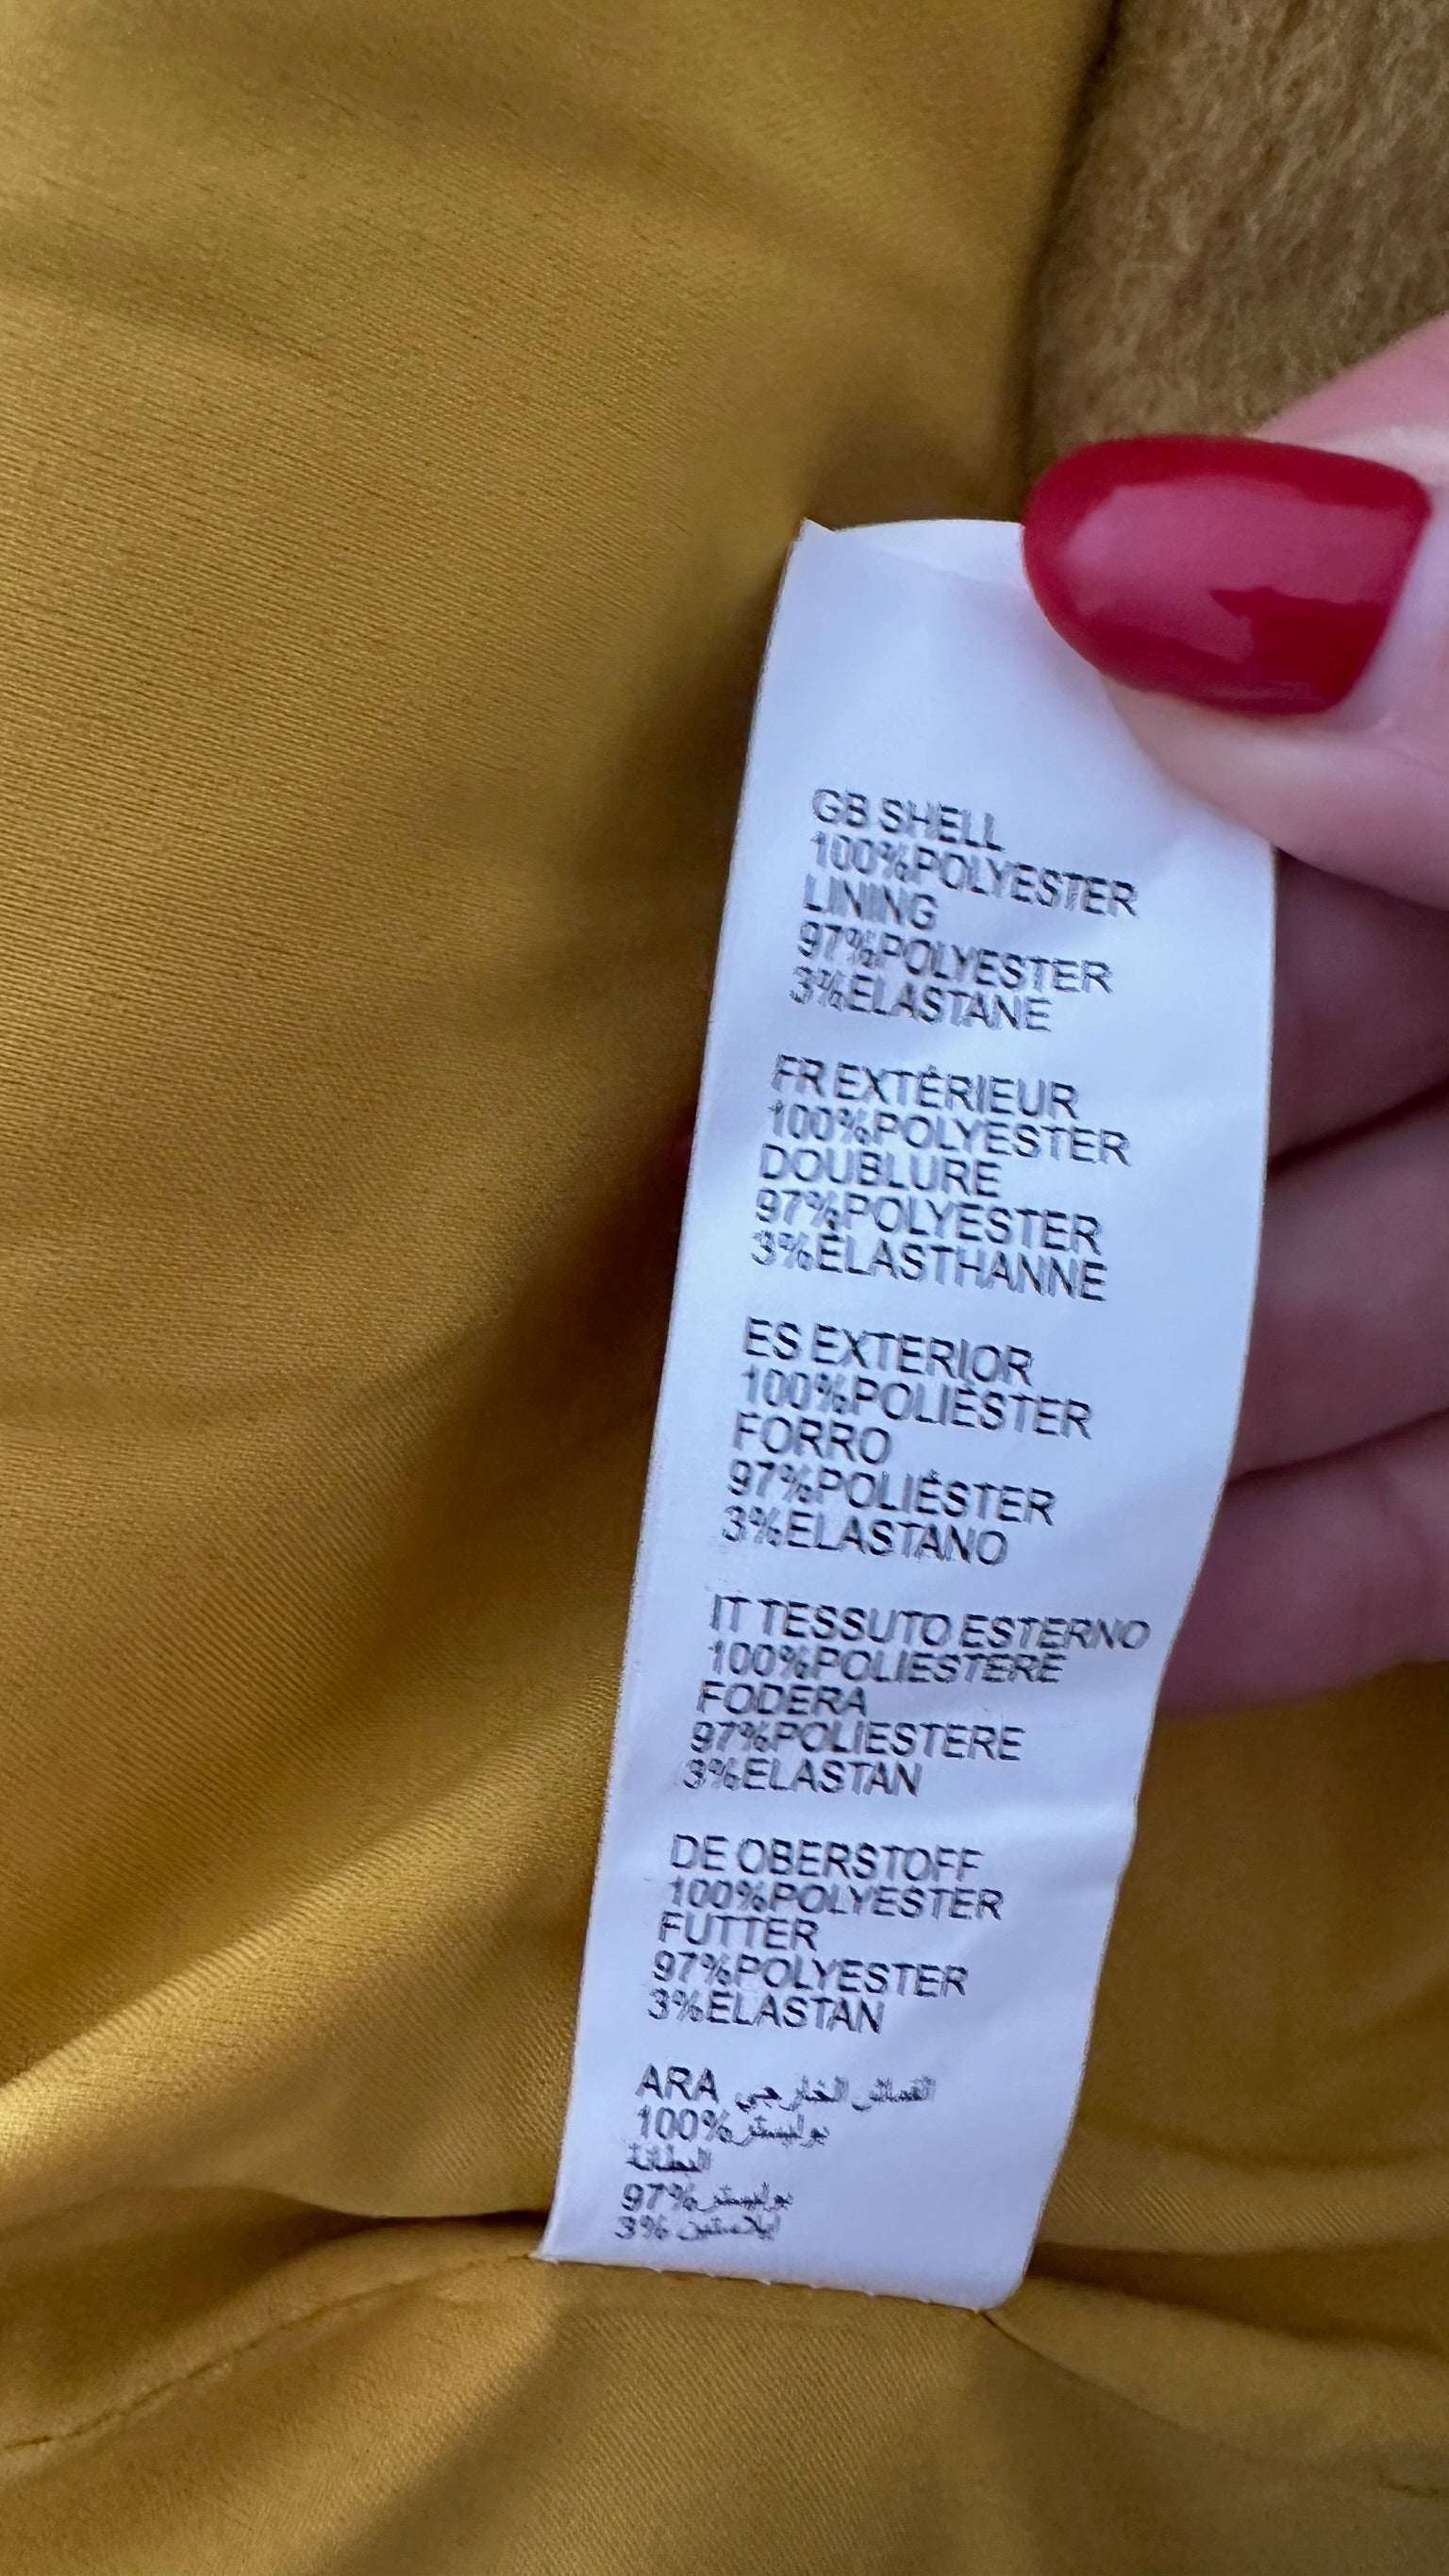 GB SHELL
100%POLYESTER
LINING
97%POLYESTER
3%ELASTANE
FR EXTÉRIEUR
100%POLYESTER
DOUBLURE
97%POLYESTER
3%ÉLASTHANNE
ES EXTERIOR
100%POLIÉSTER
FORRO
97%POLIÉSTER
3%ELASTANO
IT TESSUTO ESTERNO
100%POLIESTERE
FODERA
97%POLIESTERE
3%ELASTAN
DE OBERSTOFF
100%POLYESTER
FUTTER
97%POLYESTER
3%ELASTAN
ARA القماش الخارجي
100%بوليستر
البطانة
97%بوليستر
3%إيلاستين